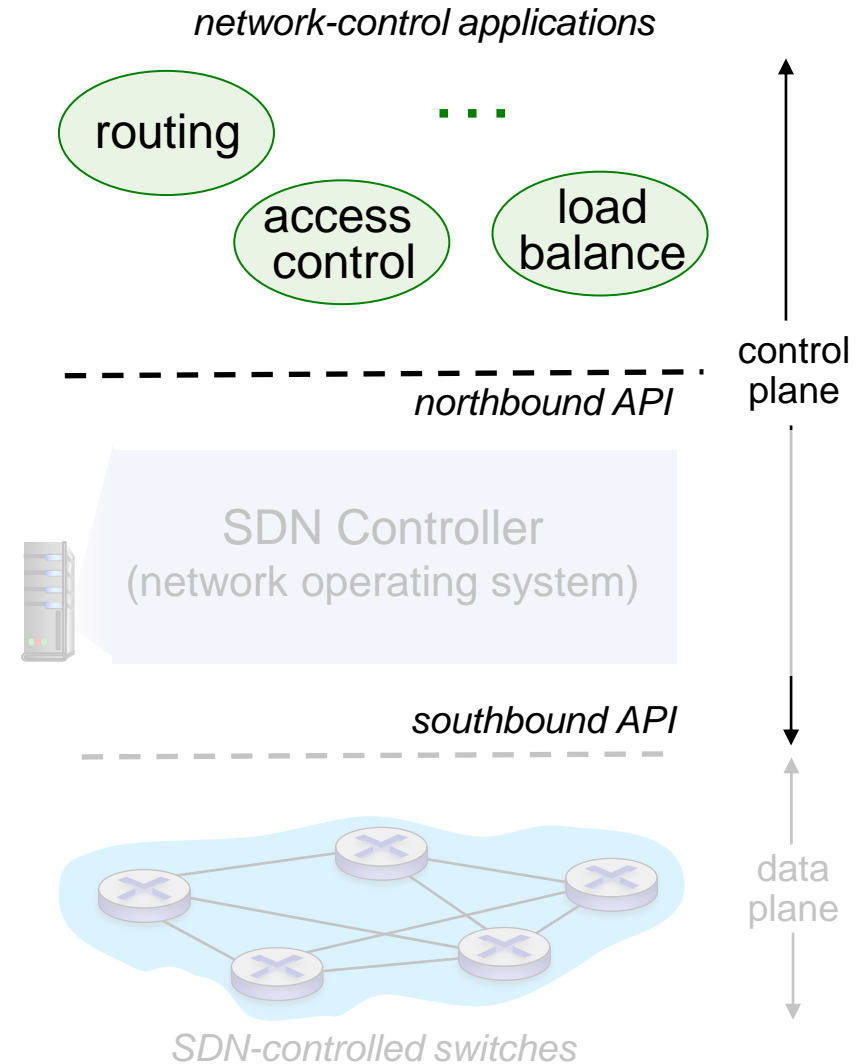 network-control applications
routing
...
access
control
load
balance
control
plane
northbound API
SDN Controller
(network operating system)
southbound API
data
plane
SDN-controlled switches